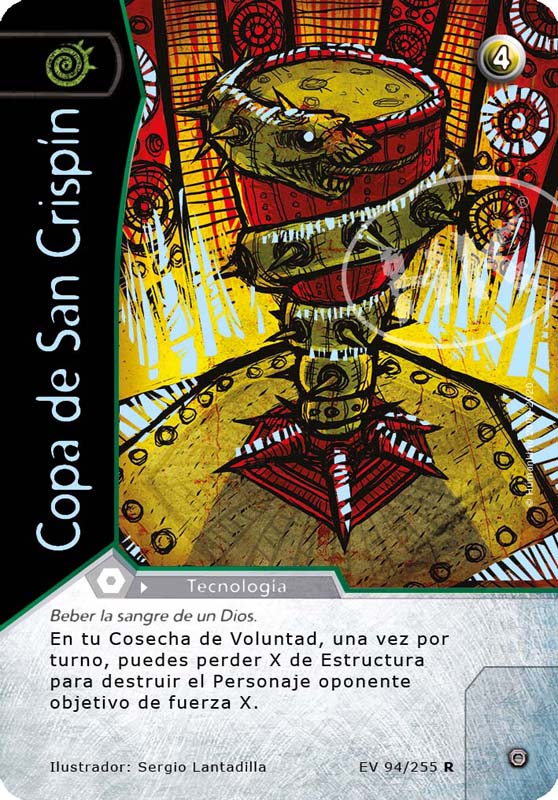 4
Copa de San Crispín
Tecnología
Beber la sangre de un Dios.
En tu Cosecha de Voluntad, una vez por
turno, puedes perder X de Estructura
para destruir el Personaje oponente
objetivo de fuerza X.
Ilustrador: Sergio Lantadilla
EV 94/255 R